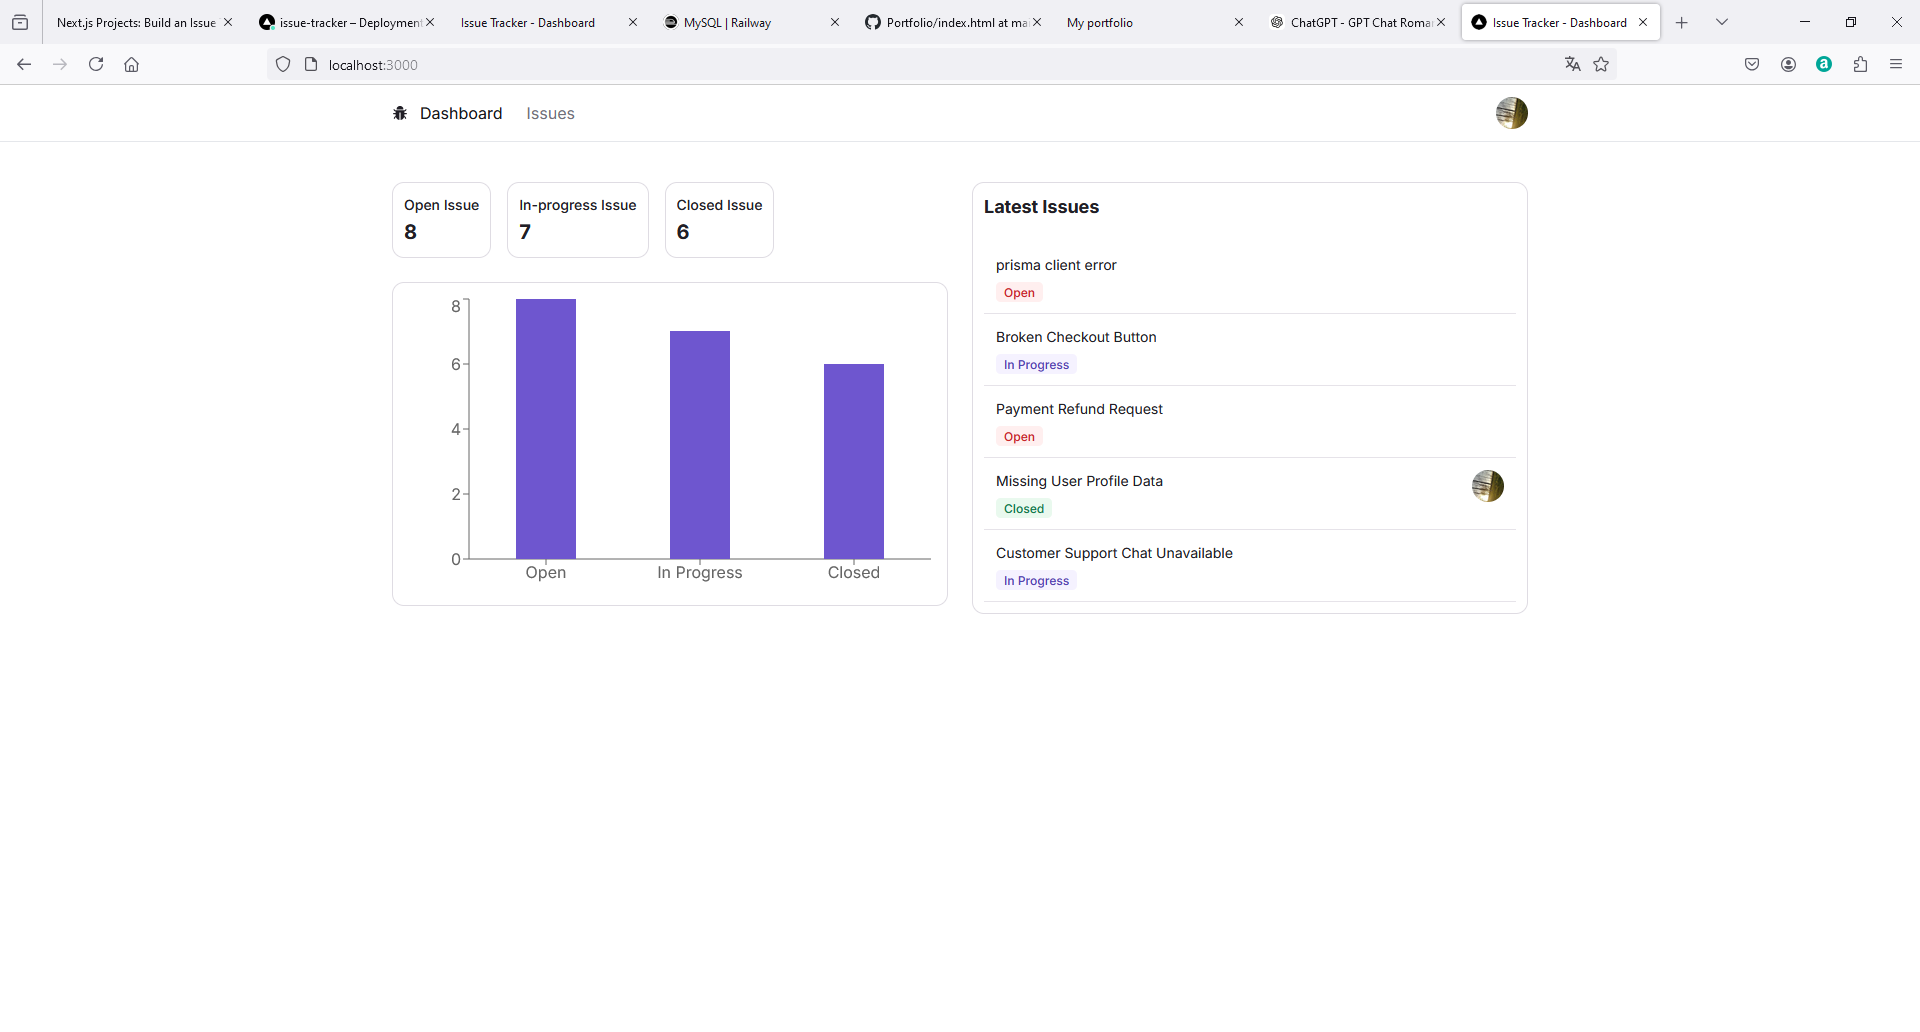 Next.js Projects: Build an Issue
issue-tracker – Deployment
Issue Tracker - Dashboard
MySQL | Railway
Portfolio/index.html at mai
My portfolio
ChatGPT - GPT Chat Roma
Issue Tracker - Dashboard
localhost:3000
Dashboard
Issues
Open Issue
8
In-progress Issue
7
Closed Issue
6
8
6
4
2
0
Open
In Progress
Closed
Latest Issues
prisma client error
Open
Broken Checkout Button
In Progress
Payment Refund Request
Open
Missing User Profile Data
Closed
Customer Support Chat Unavailable
In Progress